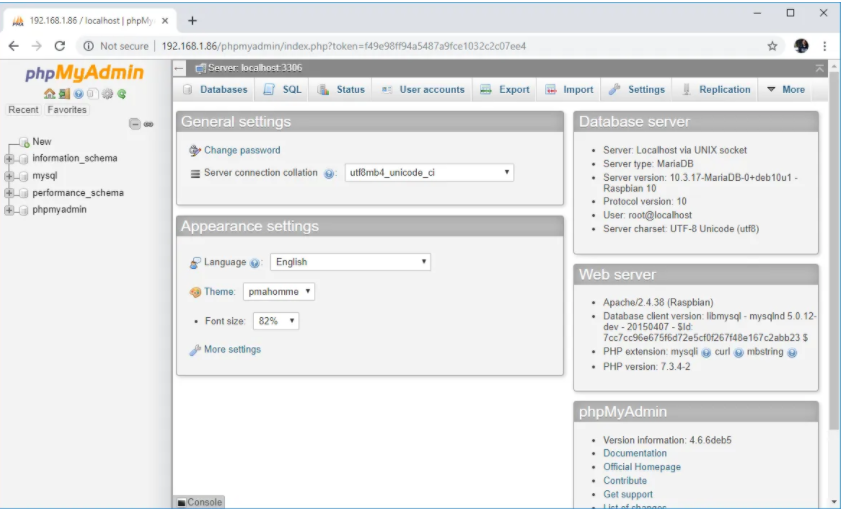 192.168.1.86 / localhost | phpMy
Not secure | 192.168.1.86/phpmyadmin/index.php?token=f49e98ff94a5487a9fce1032c2c07ee4
phpMyAdmin
Recent Favorites
New
information_schema
mysql
performance_schema
phpmyadmin
Server: localhost:3306
Databases SQL Status User accounts Export Import Settings Replication More
General settings
Change password
Server connection collation : utf8mb4_unicode_ci
Appearance settings
Language : English
Theme: pmahomme
• Font size: 82%
More settings
Database server
• Server: Localhost via UNIX socket
• Server type: MariaDB
• Server version: 10.3.17-MariaDB-0+deb10u1 -
Raspbian 10
• Protocol version: 10
• User: root@localhost
• Server charset: UTF-8 Unicode (utf8)
Web server
• Apache/2.4.38 (Raspbian)
• Database client version: libmysql - mysqlnd 5.0.12-
dev - 20150407 - $Id:
7cc7cc96e675f6d72e5cf0f267f48e167c2abb23 $
• PHP extension: mysqli curl mbstring
• PHP version: 7.3.4-2
phpMyAdmin
• Version information: 4.6.6deb5
• Documentation
• Official Homepage
• Contribute
• Get support
• List of changes
Console